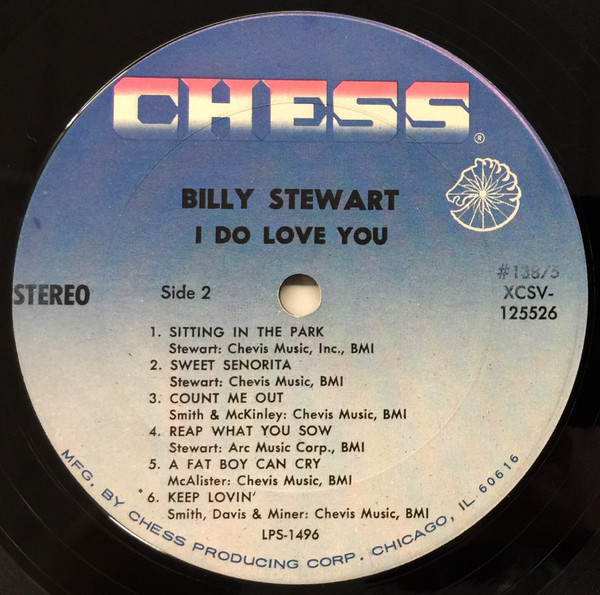 CHESS®
BILLY STEWART
I DO LOVE YOU
STEREO
Side 2
XCSV-
125526
1. SITTING IN THE PARK
Stewart: Chevis Music, Inc., BMI
2. SWEET SENORITA
Stewart: Chevis Music, BMI
3. COUNT ME OUT
Smith & McKinley: Chevis Music, BMI
4. REAP WHAT YOU SOW
Stewart: Arc Music Corp., BMI
5. A FAT BOY CAN CRY
McAlister: Chevis Music, BMI
6. KEEP LOVIN'
Smith, Davis & Miner: Chevis Music, BMI
LPS-1496
MFG. BY CHESS PRODUCING CORP. CHICAGO, IL 60616